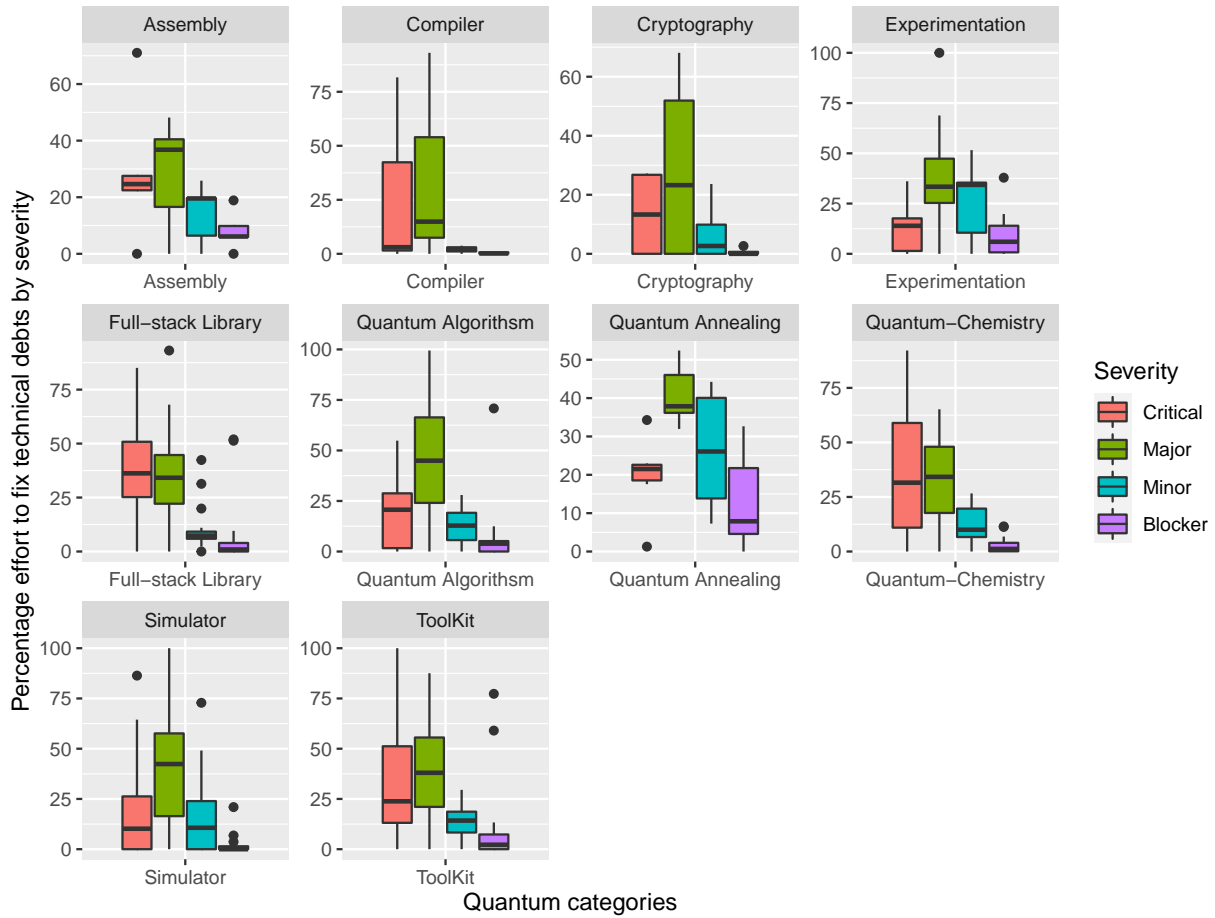 Percentage effort to fix technical debts by severity
Assembly
60
40
20
0
Assembly
Compiler
75
50
25
0
Compiler
Cryptography
60
40
20
0
Cryptography
Experimentation
100
75
50
25
0
Experimentation
Full−stack Library
75
50
25
0
Full−stack Library
Quantum Algorithsm
100
75
50
25
0
Quantum Algorithsm
Quantum Annealing
50
40
30
20
10
0
Quantum Annealing
Quantum−Chemistry
75
50
25
0
Quantum−Chemistry
Simulator
100
75
50
25
0
Simulator
ToolKit
100
75
50
25
0
ToolKit
Quantum categories
Severity
Critical
Major
Minor
Blocker